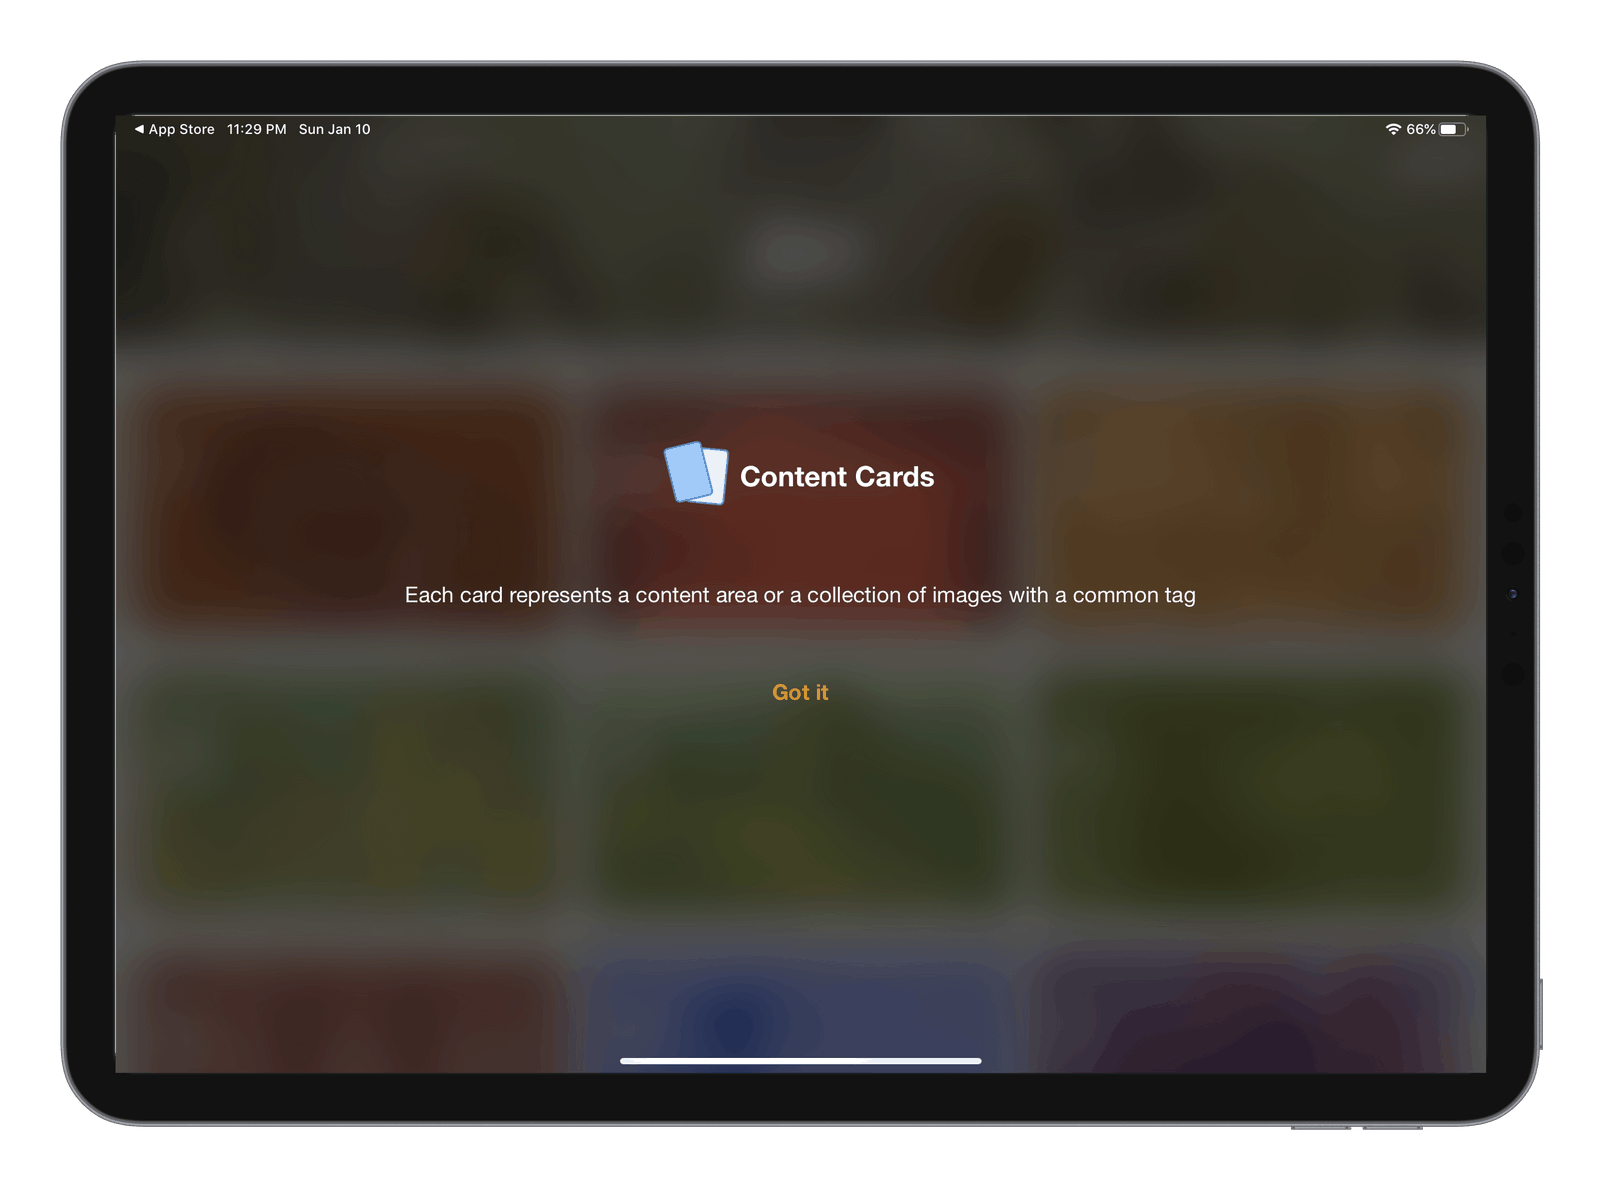 App Store 11:29 PM Sun Jan 10 66%
Content Cards
Each card represents a content area or a collection of images with a common tag
Got it